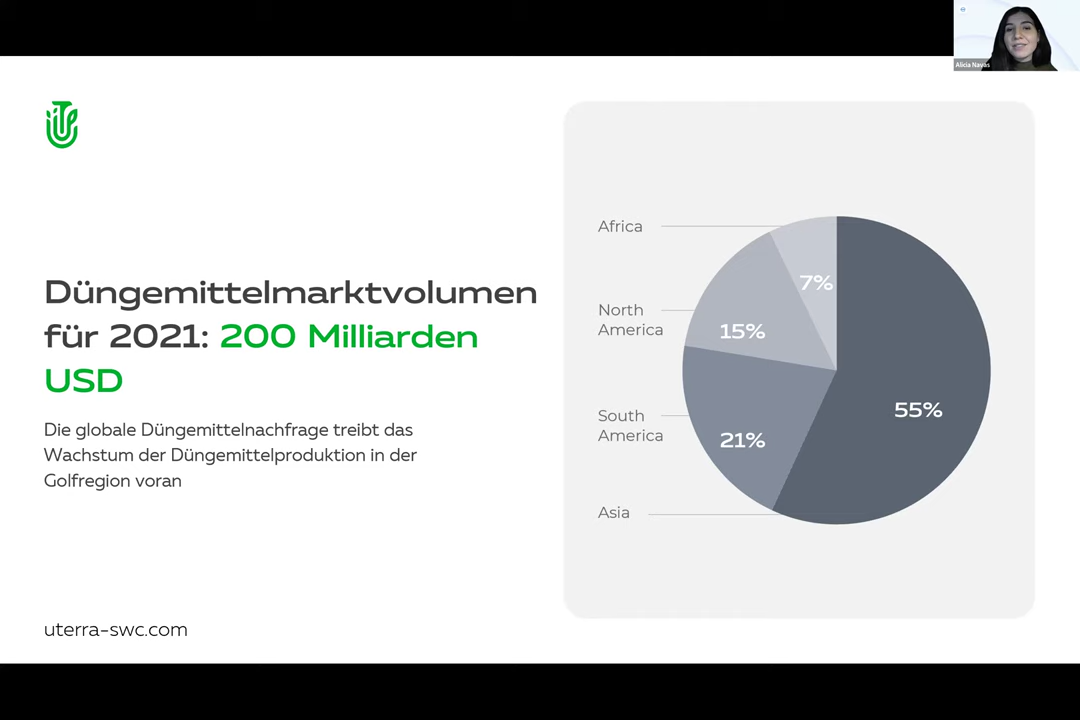 Alicia Navas
Düngemittelmarktvolumen
für 2021: 200 Milliarden
USD
Die globale Düngemittelnachfrage treibt das
Wachstum der Düngemittelproduktion in der
Golfregion voran
uterra-swc.com
Africa
North
America
South
America
Asia
7%
15%
21%
55%